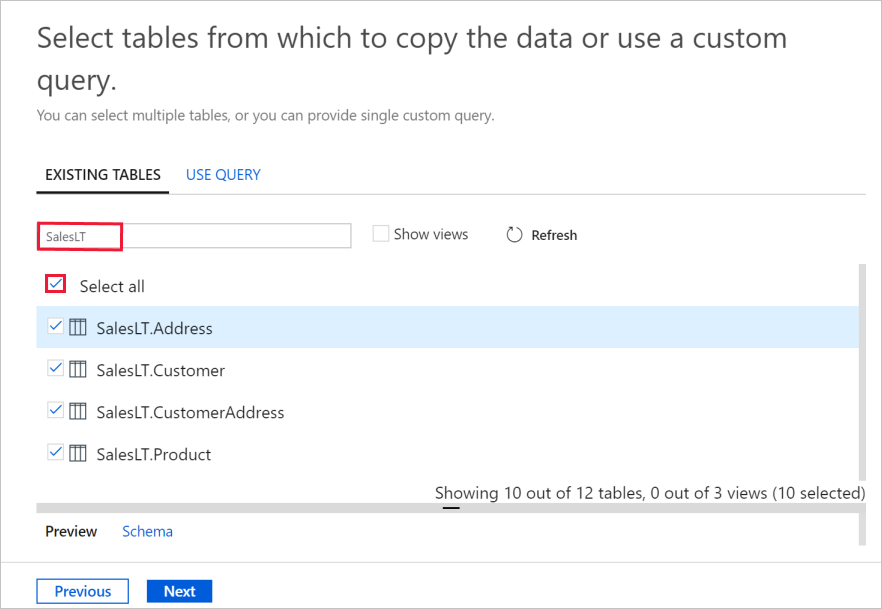 Select tables from which to copy the data or use a custom
query.
You can select multiple tables, or you can provide single custom query.
EXISTING TABLES USE QUERY
SalesLT Show views Refresh
Select all
SalesLT.Address
SalesLT.Customer
SalesLT.CustomerAddress
SalesLT.Product
Showing 10 out of 12 tables, 0 out of 3 views (10 selected)
Preview Schema
Previous Next